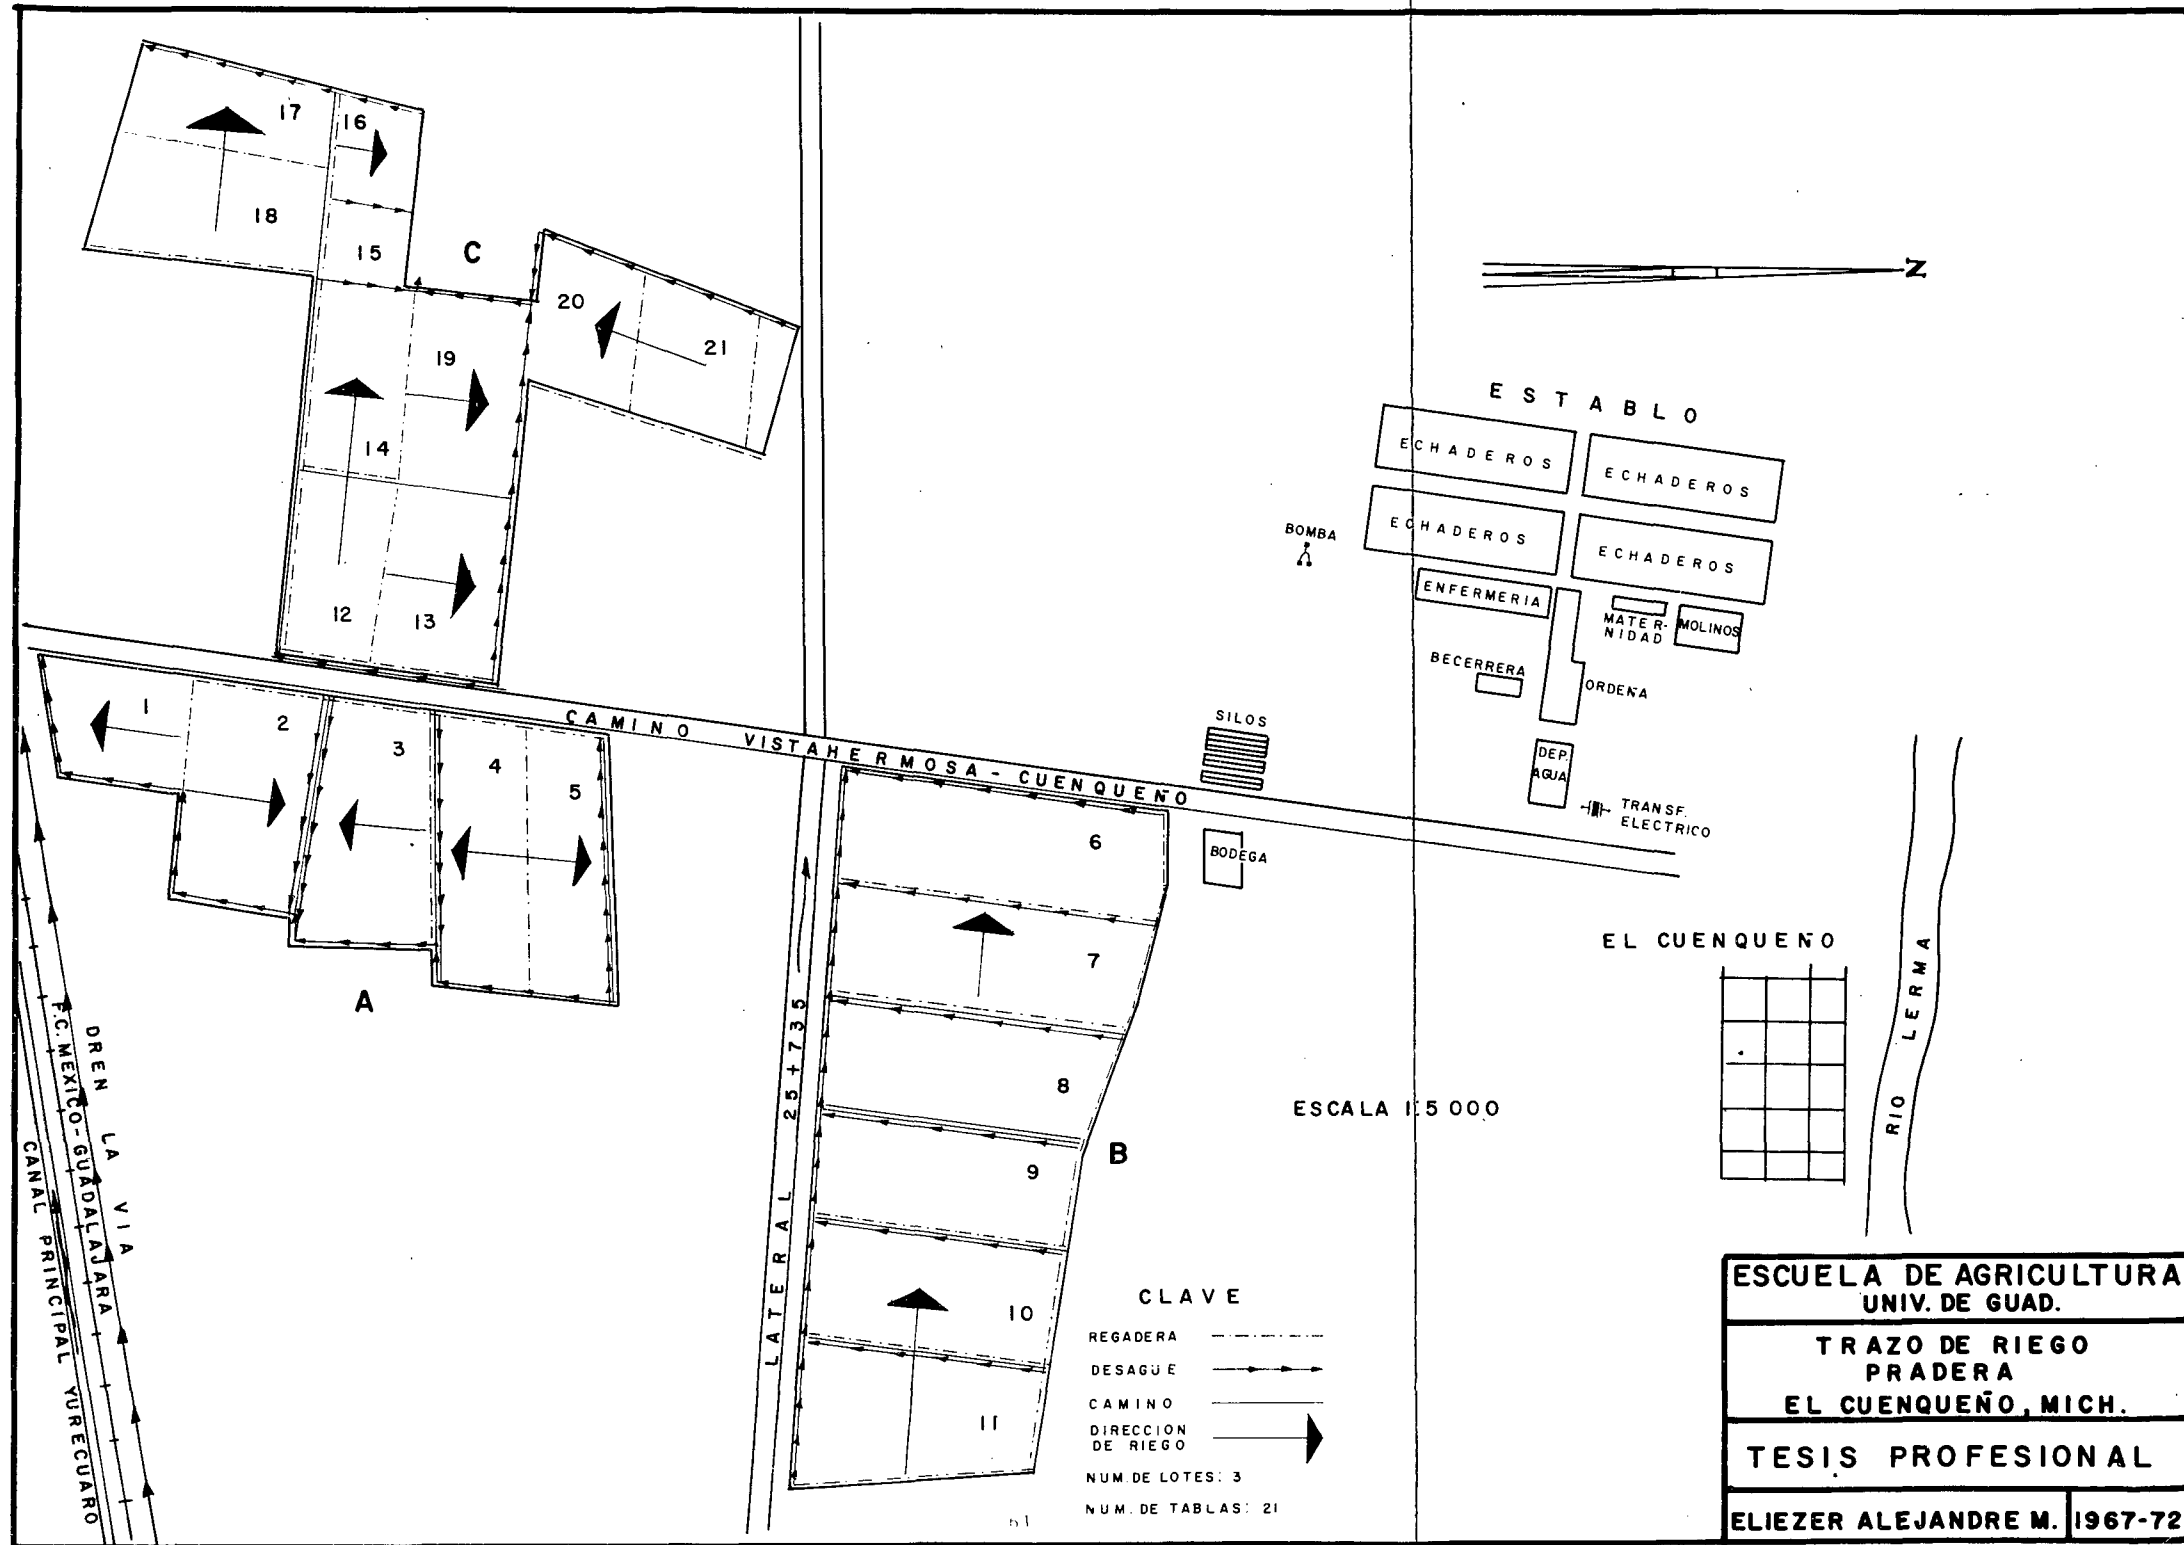 17
16
18
15
C
20
21
19
14
12
13
N
ESTABLO
ECHADEROS
ECHADEROS
ECHADEROS
ECHADEROS
BOMBA
ENFERMERIA
MATER-
NIDAD
MOLINOS
BECERRERA
ORDEÑA
SILOS
DEP.
AGUA
TRANSF.
ELECTRICO
BODEGA
CAMINO VISTAHERMOSA - CUENQUEÑO
1
2
3
4
5
A
6
7
8
9
10
11
B
LATERAL 25+735
DREN LA VIA
F.C. MEXICO-GUADALAJARA
CANAL PRINCIPAL YURECUARO
EL CUENQUEÑO
RIO LERMA
ESCALA 1:5 000
CLAVE
REGADERA
DESAGÜE
CAMINO
DIRECCION
DE RIEGO
NUM. DE LOTES: 3
NUM. DE TABLAS: 21
61
ESCUELA DE AGRICULTURA
UNIV. DE GUAD.
TRAZO DE RIEGO
PRADERA
EL CUENQUEÑO, MICH.
TESIS PROFESIONAL
ELIEZER ALEJANDRE M. 1967-72